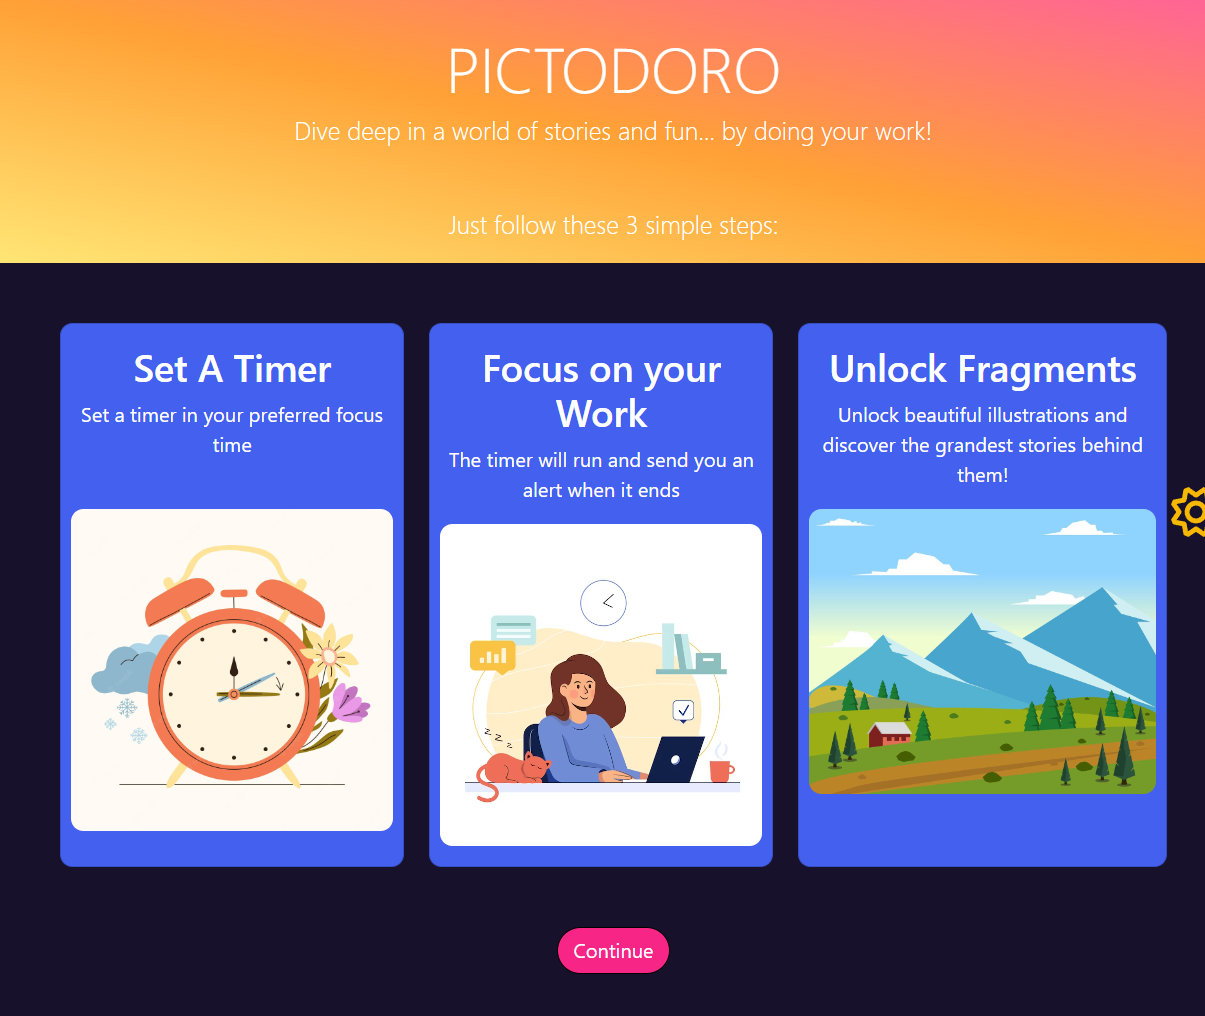 PICTODORO
Dive deep in a world of stories and fun... by doing your work!
Just follow these 3 simple steps:
Set A Timer
Set a timer in your preferred focus
time
Focus on your
Work
The timer will run and send you an
alert when it ends
z z z z
Unlock Fragments
Unlock beautiful illustrations and
discover the grandest stories behind
them!
Continue